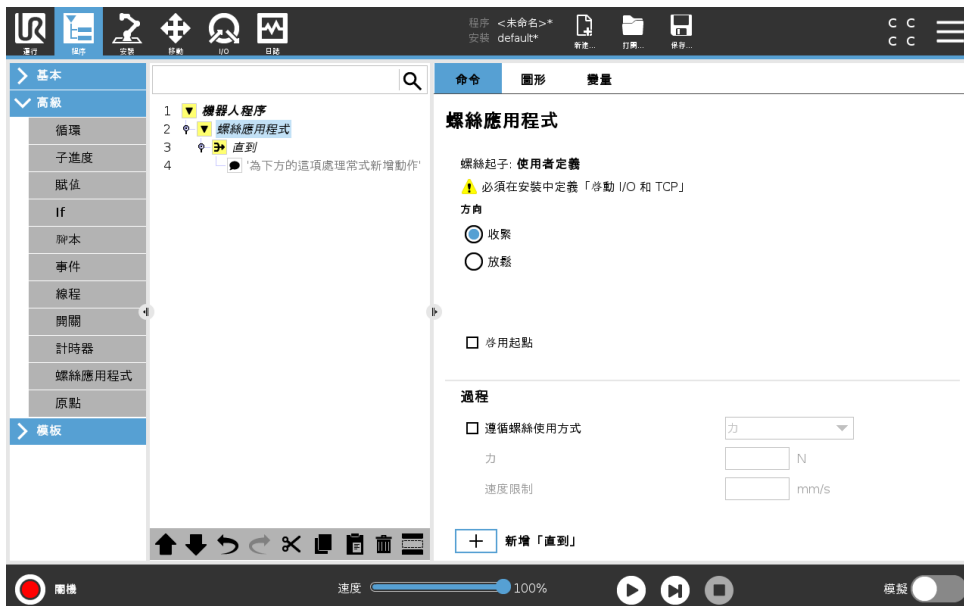 運行
程序
安裝
移動
I/O
日誌
程序 <未命名>*
安裝 default*
新建...
打開...
保存...
C C
C C
基本
高級
循環
子進度
賦值
If
腳本
事件
線程
開關
計時器
螺絲應用程式
原點
模板
1 機器人程序
2 螺絲應用程式
3 直到
4 '為下方的這項處理常式新增動作'
命令 圖形 變量
螺絲應用程式
螺絲起子: 使用者定義
必須在安裝中定義「啓動 I/O 和 TCP」
方向
收緊
放鬆
啓用起點
過程
遵循螺絲使用方式 力
力 N
速度限制 mm/s
新增「直到」
關機
速度 100%
模擬